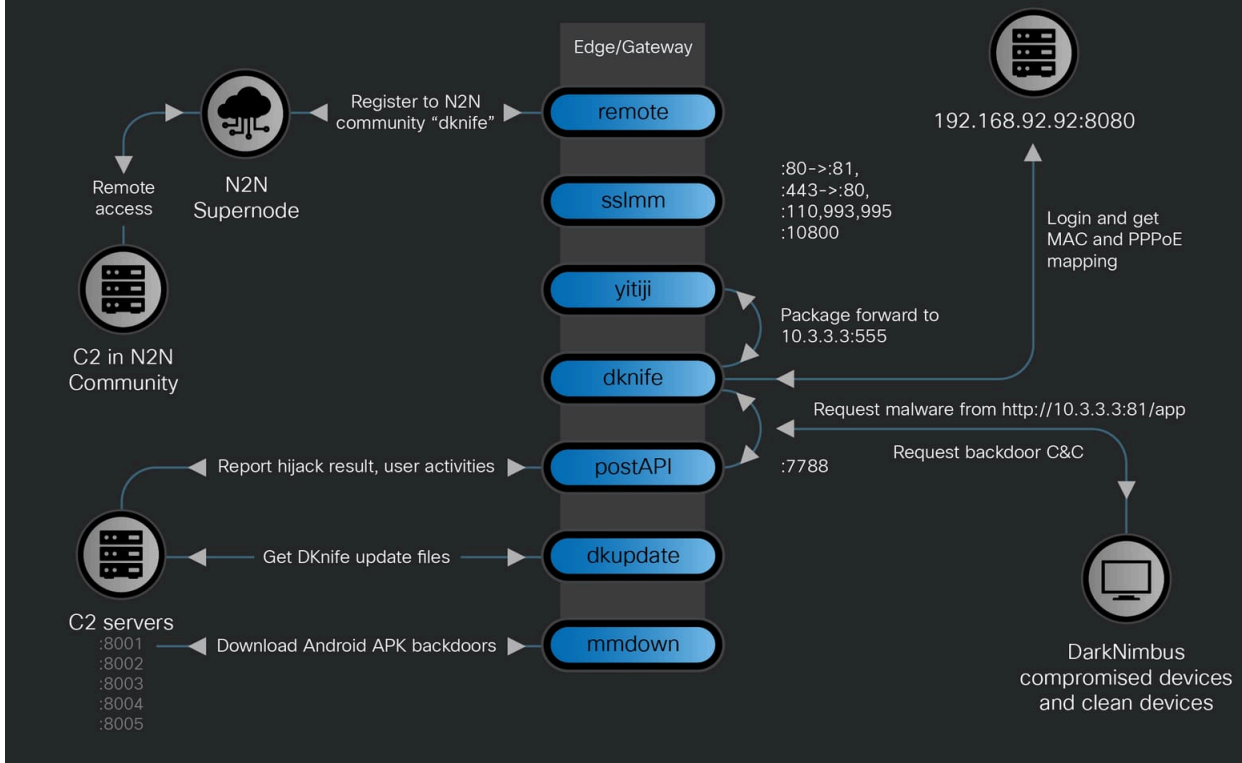 Edge/Gateway
remote
Register to N2N
community “dknife”
N2N
Supernode
Remote
access
C2 in N2N
Community
192.168.92.92:8080
sslmm
:80->:81,
:443->:80,
:110,993,995
:10800
Login and get
MAC and PPPoE
mapping
yitiji
Package forward to
10.3.3.3:555
dknife
Request malware from http://10.3.3.3:81/app
Request backdoor C&C
:7788
postAPI
Report hijack result, user activities
dkupdate
Get DKnife update files
C2 servers
:8001
:8002
:8003
:8004
:8005
Download Android APK backdoors
mmdown
DarkNimbus
compromised devices
and clean devices